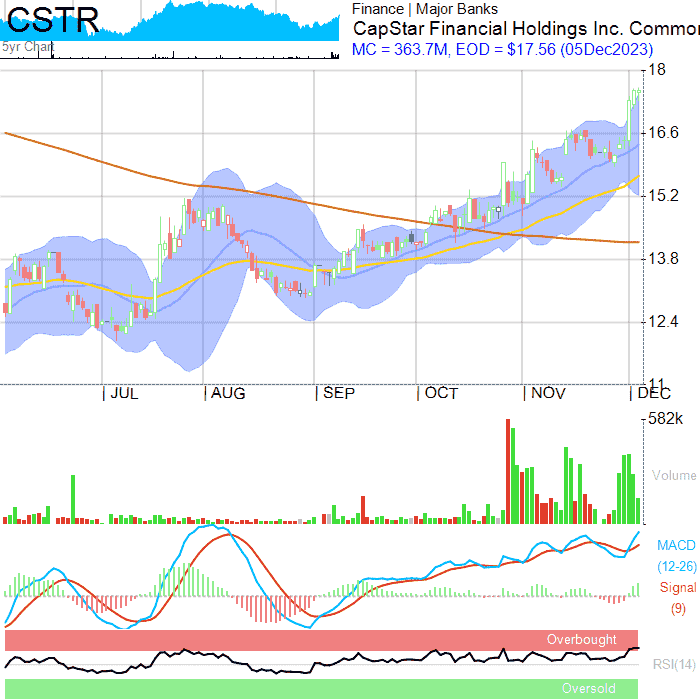 CSTR
Finance | Major Banks
CapStar Financial Holdings Inc. Common
5yr Chart
MC = 363.7M, EOD = $17.56 (05Dec2023)
18
16.6
15.2
13.8
12.4
11
JUL
AUG
SEP
OCT
NOV
DEC
582k
Volume
MACD
(12-26)
Signal
(9)
Overbought
RSI(14)
Oversold